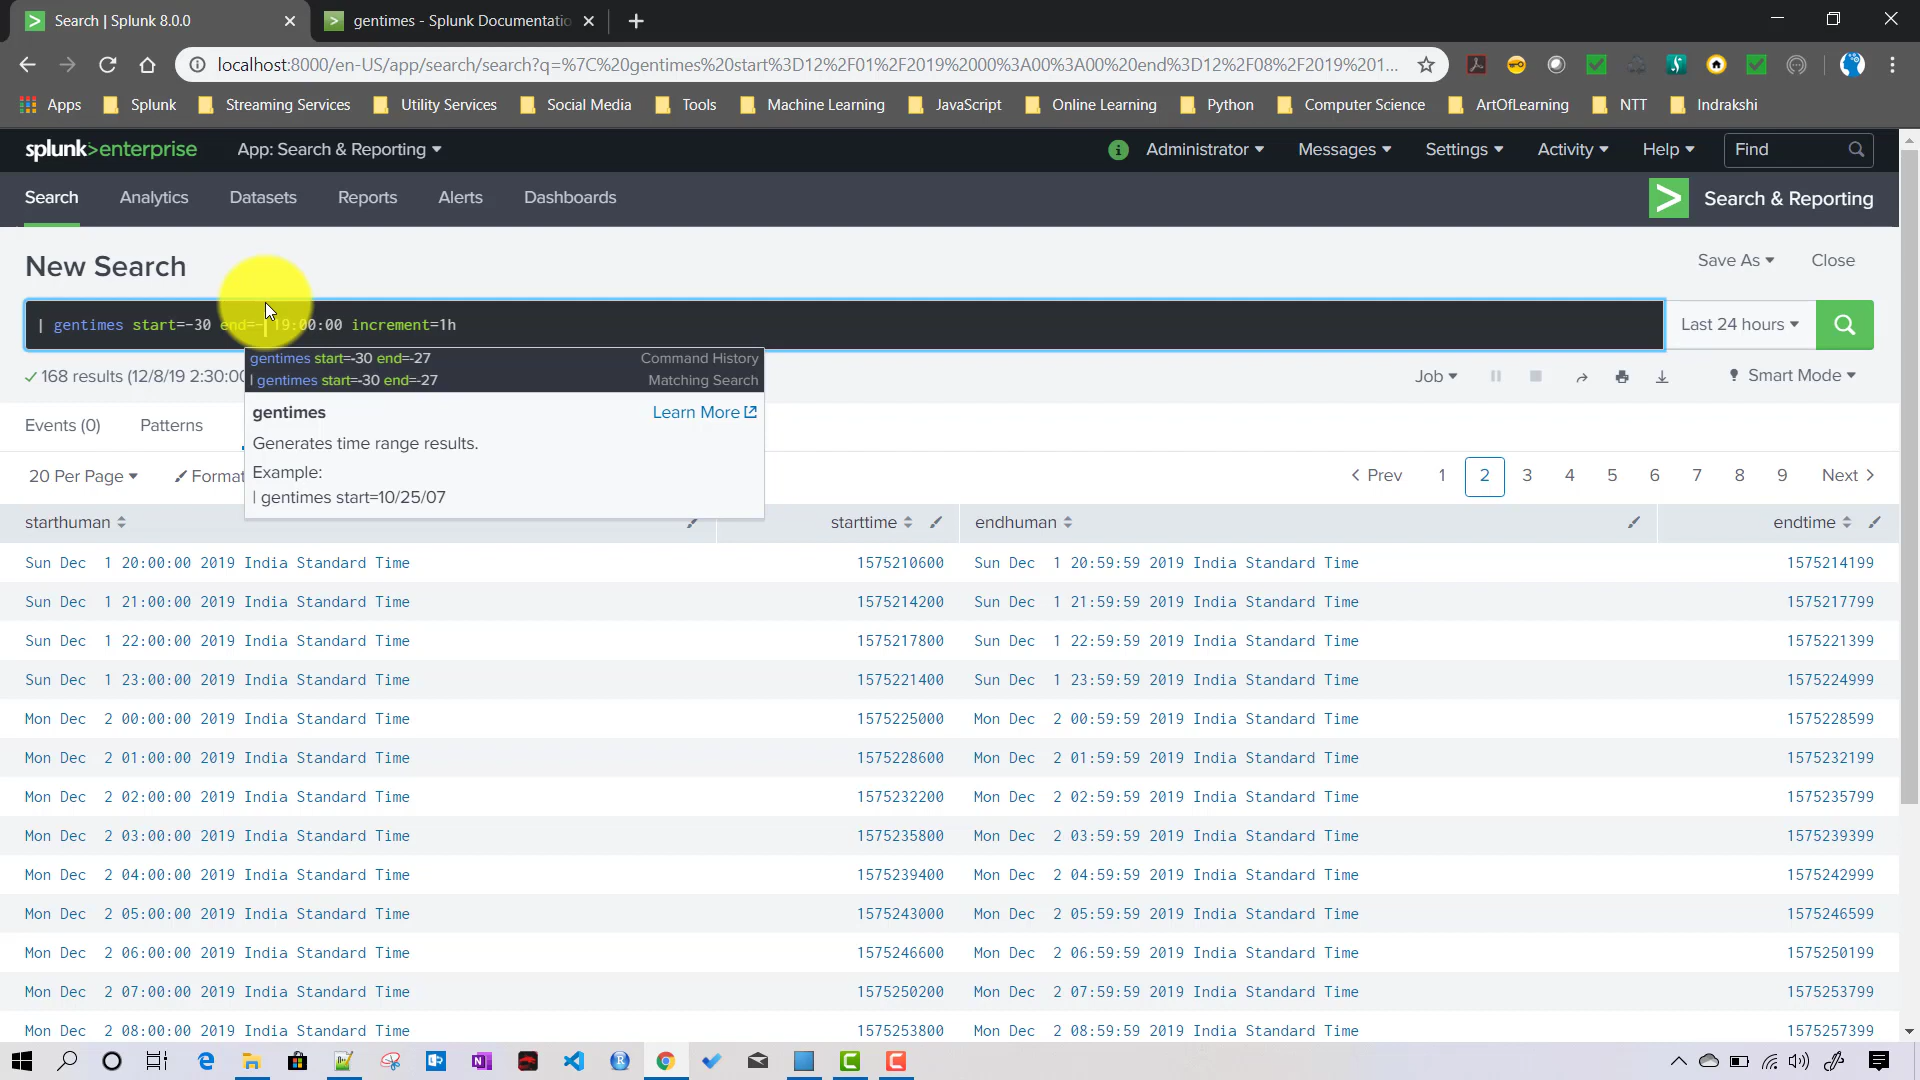 Search | Splunk 8.0.0
gentimes - Splunk Documentatio
localhost:8000/en-US/app/search/search?q=%7C%20gentimes%20start%3D12%2F01%2F2019%2000%3A00%3A00%20end%3D12%2F08%2F2019%201...
Apps Splunk Streaming Services Utility Services Social Media Tools Machine Learning JavaScript Online Learning Python Computer Science ArtOfLearning NTT Indrakshi
splunk>enterprise App: Search & Reporting Administrator Messages Settings Activity Help Find
Search Analytics Datasets Reports Alerts Dashboards Search & Reporting
New Search Save As Close
| gentimes start=-30 end=- 19:00:00 increment=1h Last 24 hours
168 results (12/8/19 2:30:00 Job Smart Mode
gentimes start=-30 end=-27 Command History
| gentimes start=-30 end=-27 Matching Search
gentimes Learn More
Generates time range results.
Example:
| gentimes start=10/25/07
Events (0) Patterns
20 Per Page Format < Prev 1 2 3 4 5 6 7 8 9 Next >
starthuman starttime endhuman endtime
Sun Dec 1 20:00:00 2019 India Standard Time 1575210600 Sun Dec 1 20:59:59 2019 India Standard Time 1575214199
Sun Dec 1 21:00:00 2019 India Standard Time 1575214200 Sun Dec 1 21:59:59 2019 India Standard Time 1575217799
Sun Dec 1 22:00:00 2019 India Standard Time 1575217800 Sun Dec 1 22:59:59 2019 India Standard Time 1575221399
Sun Dec 1 23:00:00 2019 India Standard Time 1575221400 Sun Dec 1 23:59:59 2019 India Standard Time 1575224999
Mon Dec 2 00:00:00 2019 India Standard Time 1575225000 Mon Dec 2 00:59:59 2019 India Standard Time 1575228599
Mon Dec 2 01:00:00 2019 India Standard Time 1575228600 Mon Dec 2 01:59:59 2019 India Standard Time 1575232199
Mon Dec 2 02:00:00 2019 India Standard Time 1575232200 Mon Dec 2 02:59:59 2019 India Standard Time 1575235799
Mon Dec 2 03:00:00 2019 India Standard Time 1575235800 Mon Dec 2 03:59:59 2019 India Standard Time 1575239399
Mon Dec 2 04:00:00 2019 India Standard Time 1575239400 Mon Dec 2 04:59:59 2019 India Standard Time 1575242999
Mon Dec 2 05:00:00 2019 India Standard Time 1575243000 Mon Dec 2 05:59:59 2019 India Standard Time 1575246599
Mon Dec 2 06:00:00 2019 India Standard Time 1575246600 Mon Dec 2 06:59:59 2019 India Standard Time 1575250199
Mon Dec 2 07:00:00 2019 India Standard Time 1575250200 Mon Dec 2 07:59:59 2019 India Standard Time 1575253799
Mon Dec 2 08:00:00 2019 India Standard Time 1575253800 Mon Dec 2 08:59:59 2019 India Standard Time 1575257399